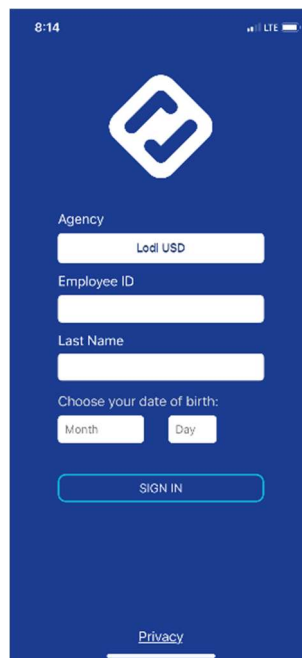 8:14 LTE
Agency
Lodi USD
Employee ID
Last Name
Choose your date of birth:
Month Day
SIGN IN
Privacy